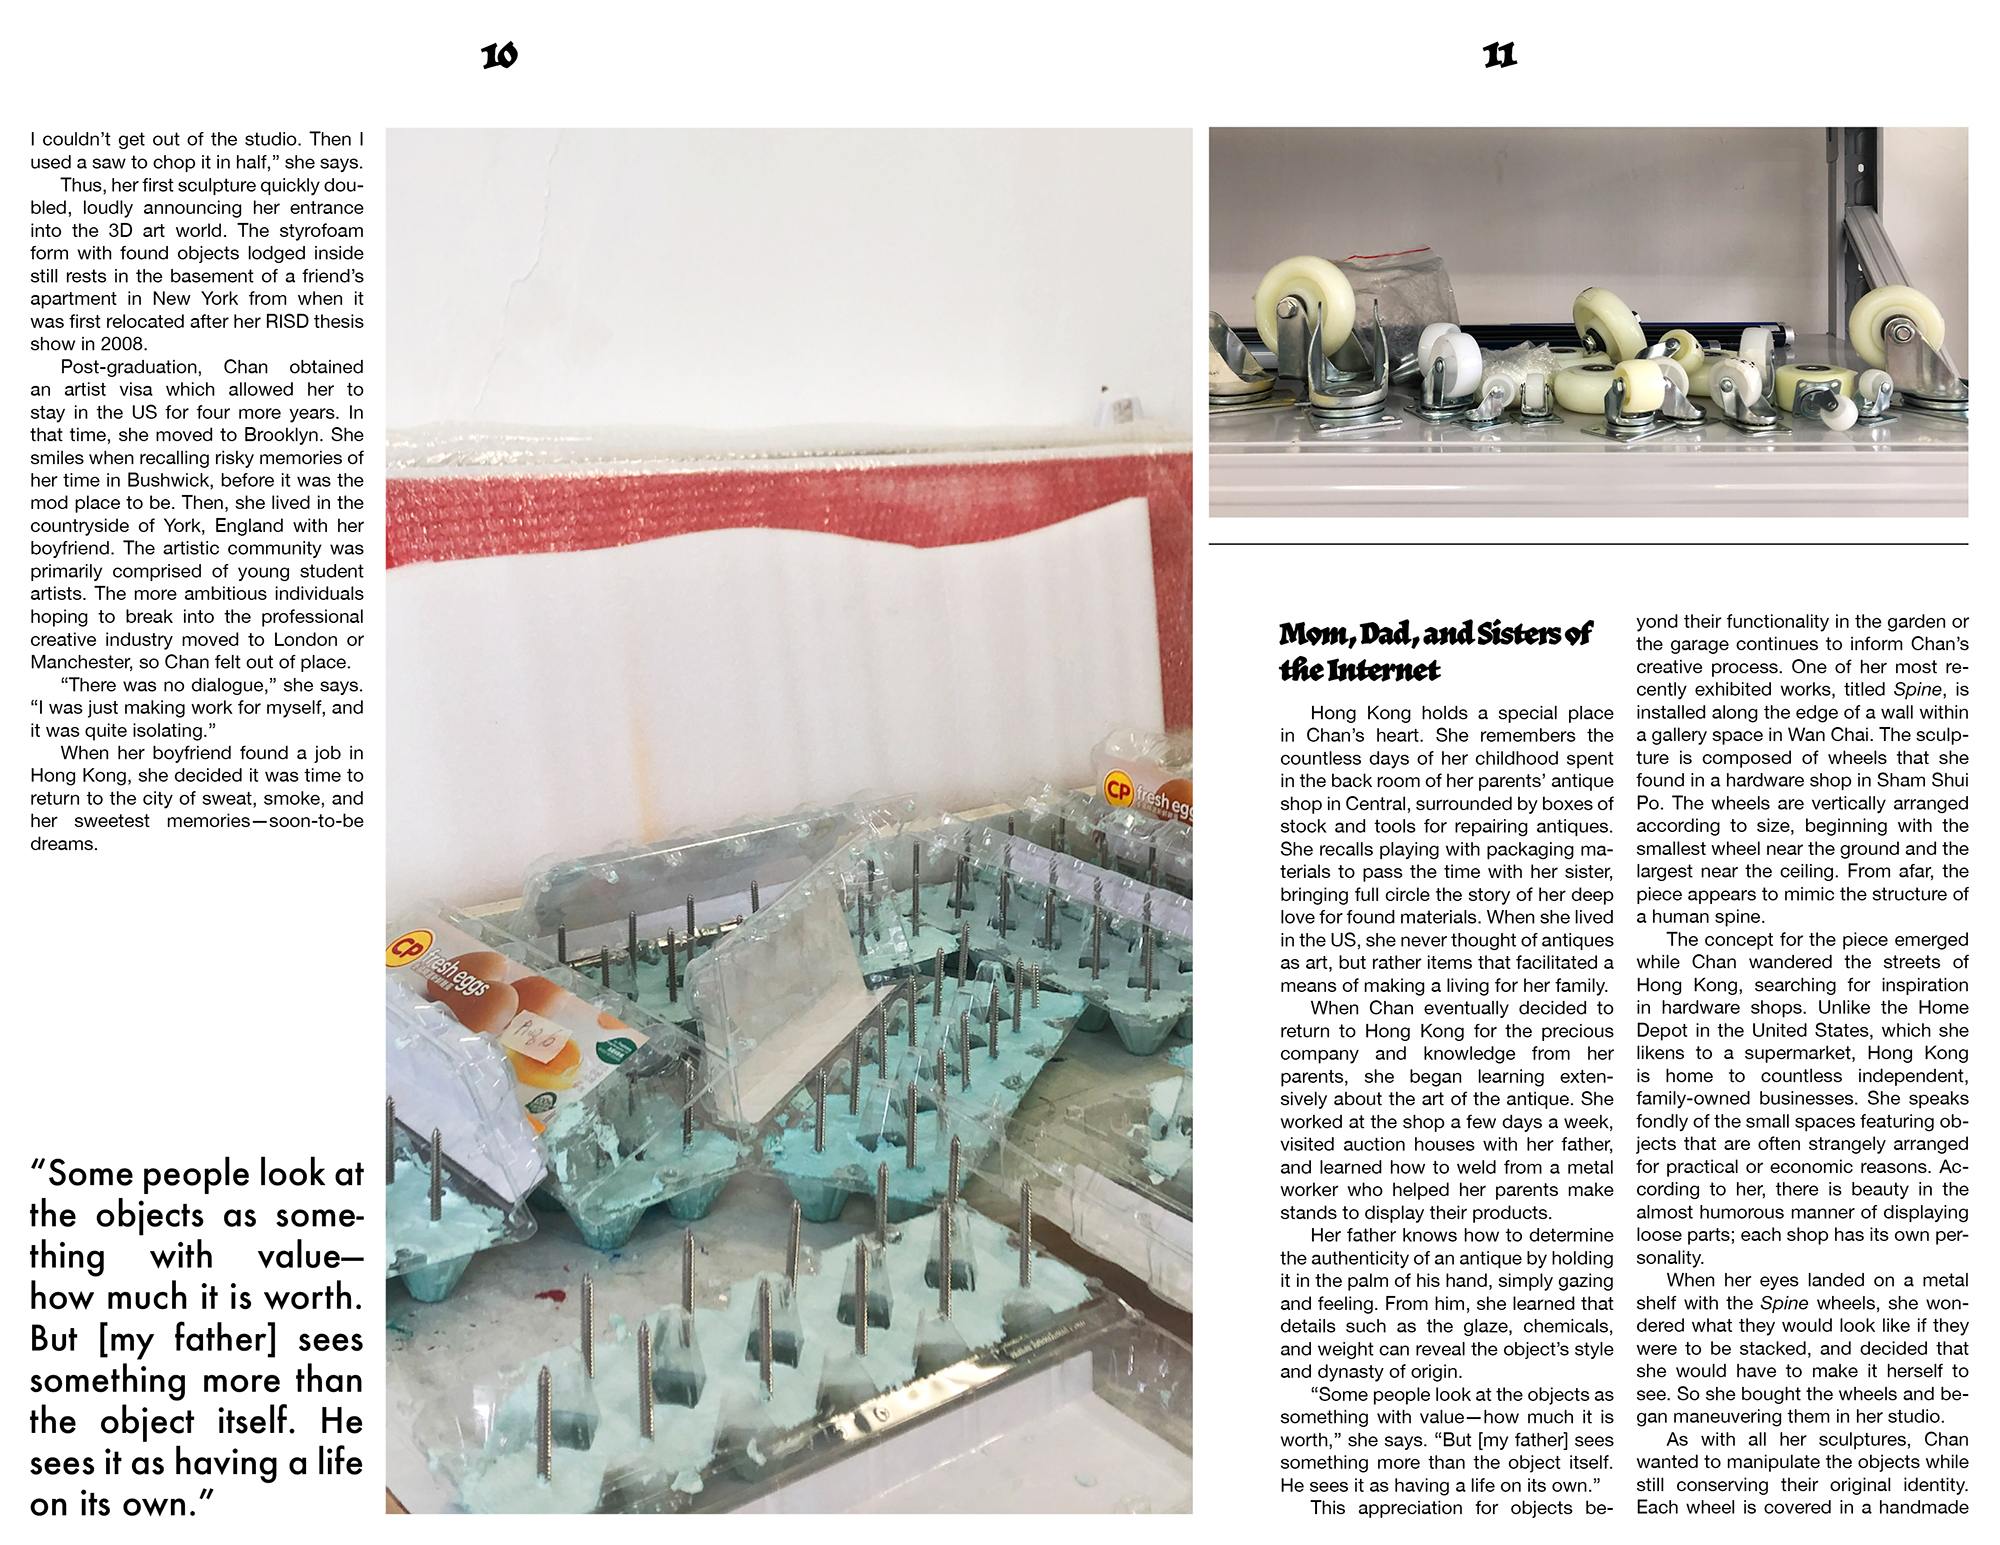 10
I couldn’t get out of the studio. Then I
used a saw to chop it in half,” she says.
Thus, her first sculpture quickly dou-
bled, loudly announcing her entrance
into the 3D art world. The styrofoam
form with found objects lodged inside
still rests in the basement of a friend’s
apartment in New York from when it
was first relocated after her RISD thesis
show in 2008.
Post-graduation, Chan obtained
an artist visa which allowed her to
stay in the US for four more years. In
that time, she moved to Brooklyn. She
smiles when recalling risky memories of
her time in Bushwick, before it was the
mod place to be. Then, she lived in the
countryside of York, England with her
boyfriend. The artistic community was
primarily comprised of young student
artists. The more ambitious individuals
hoping to break into the professional
creative industry moved to London or
Manchester, so Chan felt out of place.
“There was no dialogue,” she says.
“I was just making work for myself, and
it was quite isolating.”
When her boyfriend found a job in
Hong Kong, she decided it was time to
return to the city of sweat, smoke, and
her sweetest memories—soon-to-be
dreams.
“Some people look at
the objects as some-
thing with value—
how much it is worth.
But [my father] sees
something more than
the object itself. He
sees it as having a life
on its own.”
CP
fresh eggs
CP
fresh eggs
11
Mom, Dad, and Sisters of
the Internet
Hong Kong holds a special place
in Chan’s heart. She remembers the
countless days of her childhood spent
in the back room of her parents’ antique
shop in Central, surrounded by boxes of
stock and tools for repairing antiques.
She recalls playing with packaging ma-
terials to pass the time with her sister,
bringing full circle the story of her deep
love for found materials. When she lived
in the US, she never thought of antiques
as art, but rather items that facilitated a
means of making a living for her family.
When Chan eventually decided to
return to Hong Kong for the precious
company and knowledge from her
parents, she began learning exten-
sively about the art of the antique. She
worked at the shop a few days a week,
visited auction houses with her father,
and learned how to weld from a metal
worker who helped her parents make
stands to display their products.
Her father knows how to determine
the authenticity of an antique by holding
it in the palm of his hand, simply gazing
and feeling. From him, she learned that
details such as the glaze, chemicals,
and weight can reveal the object’s style
and dynasty of origin.
“Some people look at the objects as
something with value—how much it is
worth,” she says. “But [my father] sees
something more than the object itself.
He sees it as having a life on its own.”
This appreciation for objects be-
yond their functionality in the garden or
the garage continues to inform Chan’s
creative process. One of her most re-
cently exhibited works, titled Spine, is
installed along the edge of a wall within
a gallery space in Wan Chai. The sculp-
ture is composed of wheels that she
found in a hardware shop in Sham Shui
Po. The wheels are vertically arranged
according to size, beginning with the
smallest wheel near the ground and the
largest near the ceiling. From afar, the
piece appears to mimic the structure of
a human spine.
The concept for the piece emerged
while Chan wandered the streets of
Hong Kong, searching for inspiration
in hardware shops. Unlike the Home
Depot in the United States, which she
likens to a supermarket, Hong Kong
is home to countless independent,
family-owned businesses. She speaks
fondly of the small spaces featuring ob-
jects that are often strangely arranged
for practical or economic reasons. Ac-
cording to her, there is beauty in the
almost humorous manner of displaying
loose parts; each shop has its own per-
sonality.
When her eyes landed on a metal
shelf with the Spine wheels, she won-
dered what they would look like if they
were to be stacked, and decided that
she would have to make it herself to
see. So she bought the wheels and be-
gan maneuvering them in her studio.
As with all her sculptures, Chan
wanted to manipulate the objects while
still conserving their original identity.
Each wheel is covered in a handmade